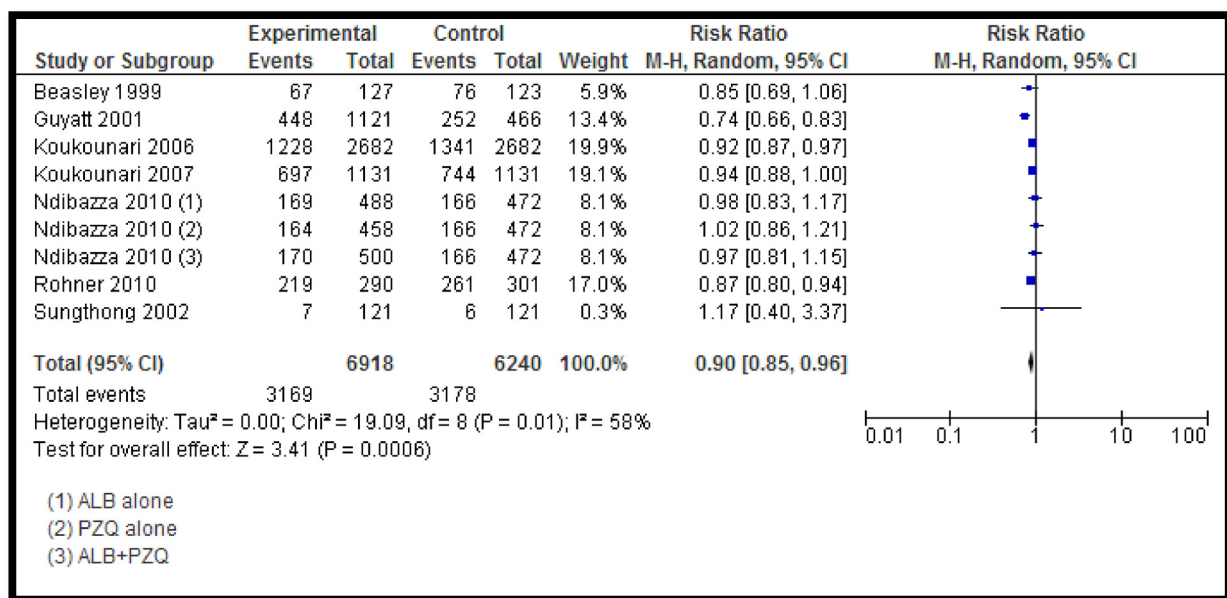 Experimental Control Risk Ratio Risk Ratio
Study or Subgroup Events Total Events Total Weight M-H, Random, 95% CI M-H, Random, 95% CI
Beasley 1999 67 127 76 123 5.9% 0.85 [0.69, 1.06]
Guyatt 2001 448 1121 252 466 13.4% 0.74 [0.66, 0.83]
Koukounari 2006 1228 2682 1341 2682 19.9% 0.92 [0.87, 0.97]
Koukounari 2007 697 1131 744 1131 19.1% 0.94 [0.88, 1.00]
Ndibazza 2010 (1) 169 488 166 472 8.1% 0.98 [0.83, 1.17]
Ndibazza 2010 (2) 164 458 166 472 8.1% 1.02 [0.86, 1.21]
Ndibazza 2010 (3) 170 500 166 472 8.1% 0.97 [0.81, 1.15]
Rohner 2010 219 290 261 301 17.0% 0.87 [0.80, 0.94]
Sungthong 2002 7 121 6 121 0.3% 1.17 [0.40, 3.37]
Total (95% CI) 6918 6240 100.0% 0.90 [0.85, 0.96]
Total events 3169 3178
Heterogeneity: Tau² = 0.00; Chi² = 19.09, df = 8 (P = 0.01); I² = 58%
Test for overall effect: Z = 3.41 (P = 0.0006)
0.01 0.1 1 10 100
(1) ALB alone
(2) PZQ alone
(3) ALB+PZQ